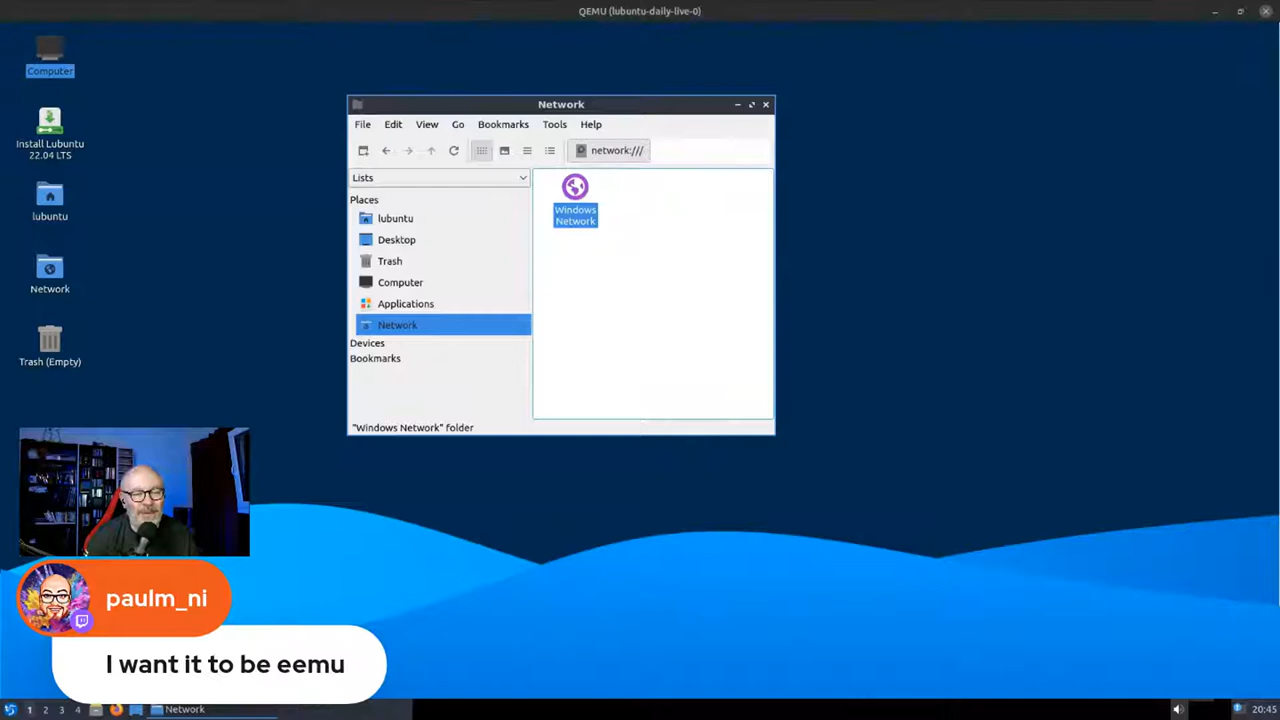 QEMU (lubuntu-daily-live-0)
Computer
Install Lubuntu
22.04 LTS
lubuntu
Network
Trash (Empty)
Network
File Edit View Go Bookmarks Tools Help
network:///
Lists
Places
lubuntu
Desktop
Trash
Computer
Applications
Network
Devices
Bookmarks
Windows
Network
"Windows Network" folder
paulm_ni
I want it to be eemu
1 2 3 4 Network 20:45